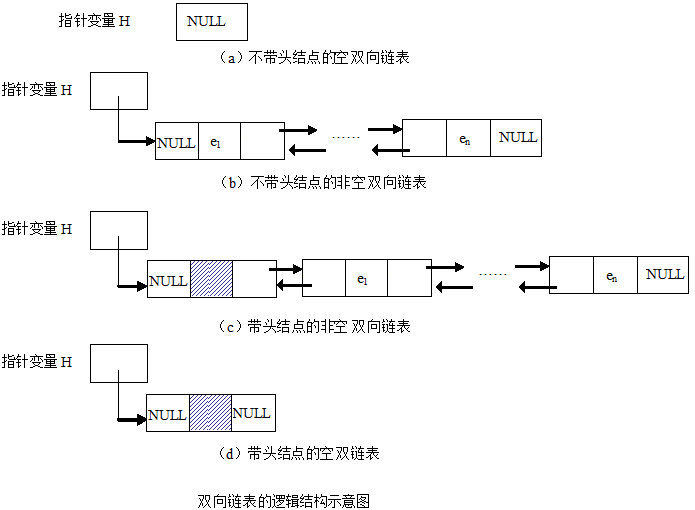 指针变量 H NULL
（a）不带头结点的空双向链表
指针变量 H
NULL e1 …… en NULL
（b）不带头结点的非空双向链表
指针变量 H
NULL e1 …… en NULL
（c）带头结点的非空 双向链表
指针变量 H
NULL NULL
（d）带头结点的空双链表
双向链表的逻辑结构示意图